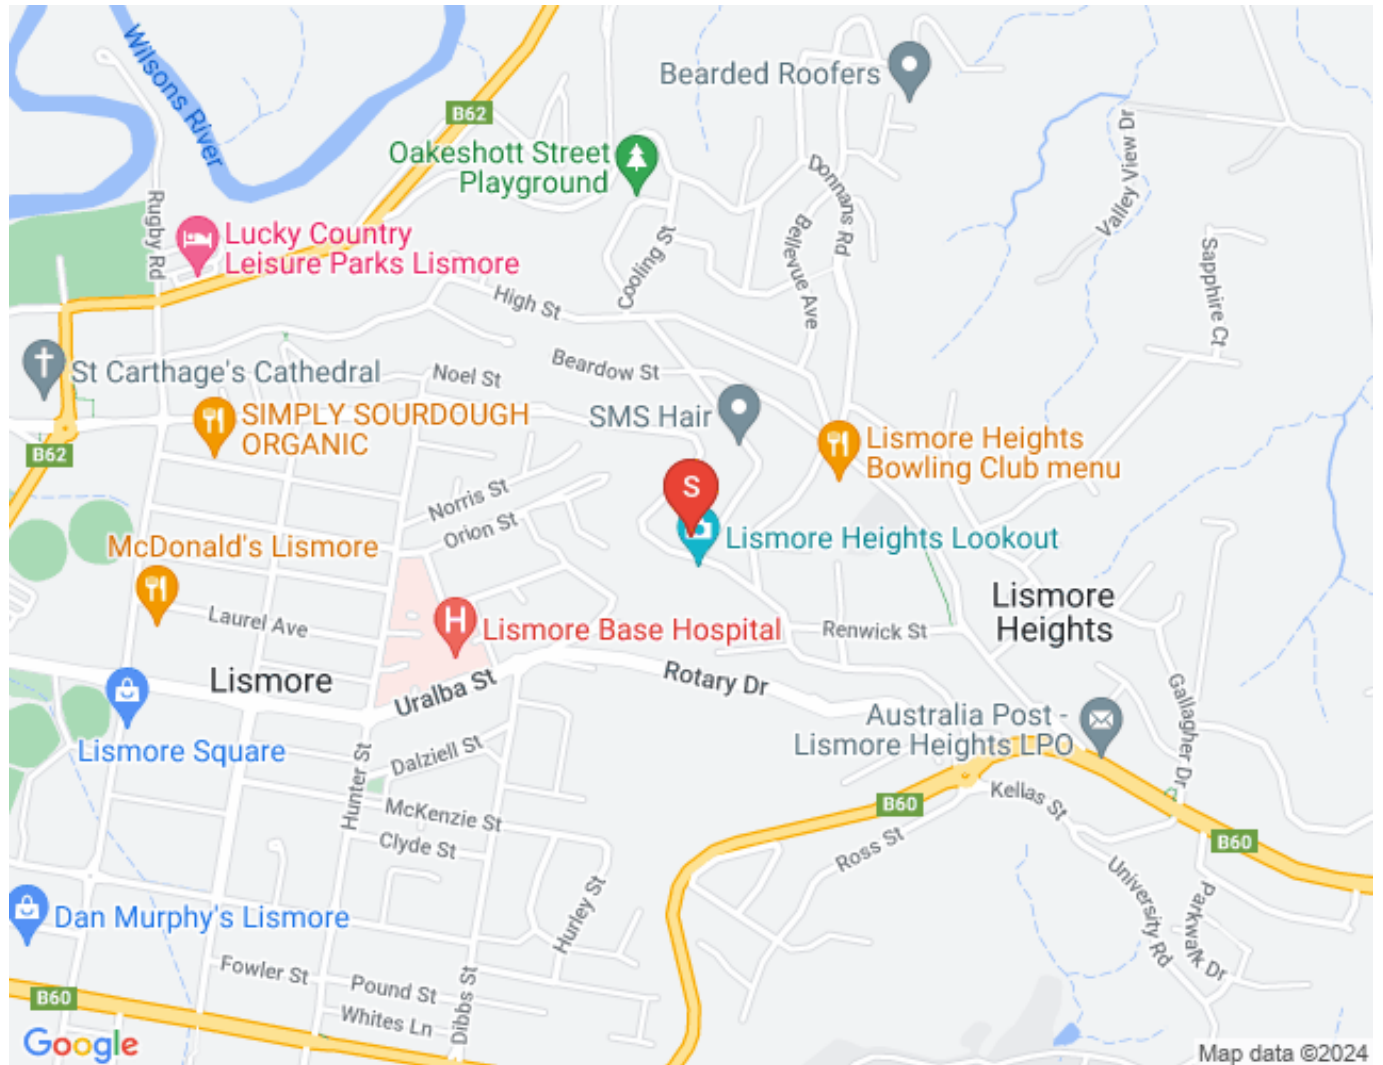 Wilsons River
B62
Bearded Roofers
Oakeshott Street
Playground
Donnans Rd
Valley View Dr
Rugby Rd
Lucky Country
Leisure Parks Lismore
Cooling St
Bellevue Ave
Sapphire Ct
High St
St Carthage's Cathedral
Noel St
Beardow St
SIMPLY SOURDOUGH
ORGANIC
SMS Hair
Lismore Heights
Bowling Club menu
B62
Norris St
Orion St
S
Lismore Heights Lookout
McDonald's Lismore
Laurel Ave
H
Lismore Base Hospital
Renwick St
Lismore
Heights
Lismore
Uralba St
Rotary Dr
Gallagher Dr
Australia Post -
Lismore Heights LPO
Lismore Square
Dalziell St
Hunter St
McKenzie St
Clyde St
B60
Kellas St
Ross St
B60
University Rd
Parkwalk Dr
Dan Murphy's Lismore
Hurley St
Fowler St
Pound St
Dibbs St
B60
Whites Ln
Google
Map data ©2024